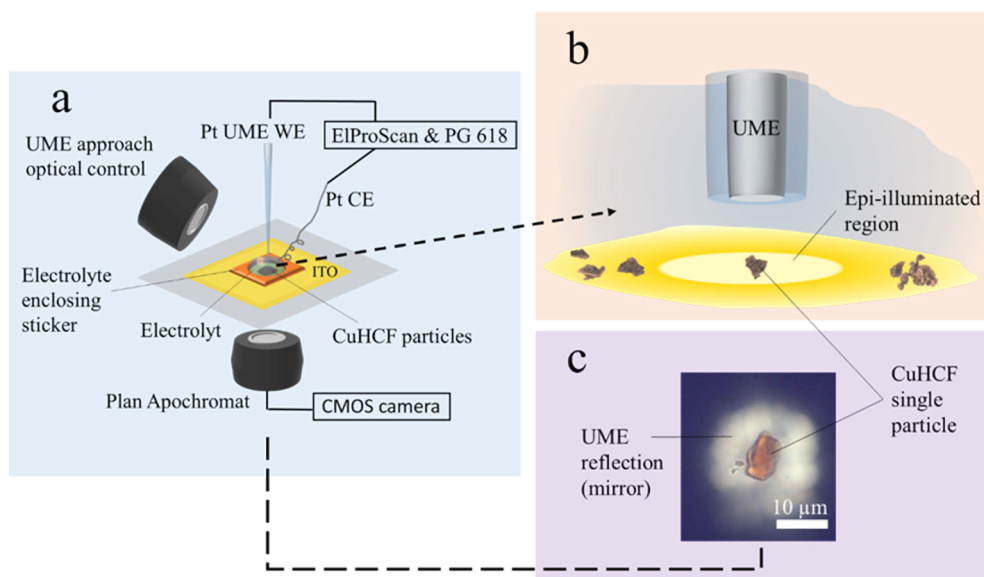 a
UME approach
optical control
Pt UME WE
ElProScan & PG 618
Pt CE
ITO
Electrolyte
enclosing
sticker
Electrolyt
CuHCF particles
Plan Apochromat
CMOS camera
b
UME
Epi-illuminated
region
c
UME
reflection
(mirror)
CuHCF
single
particle
10 µm